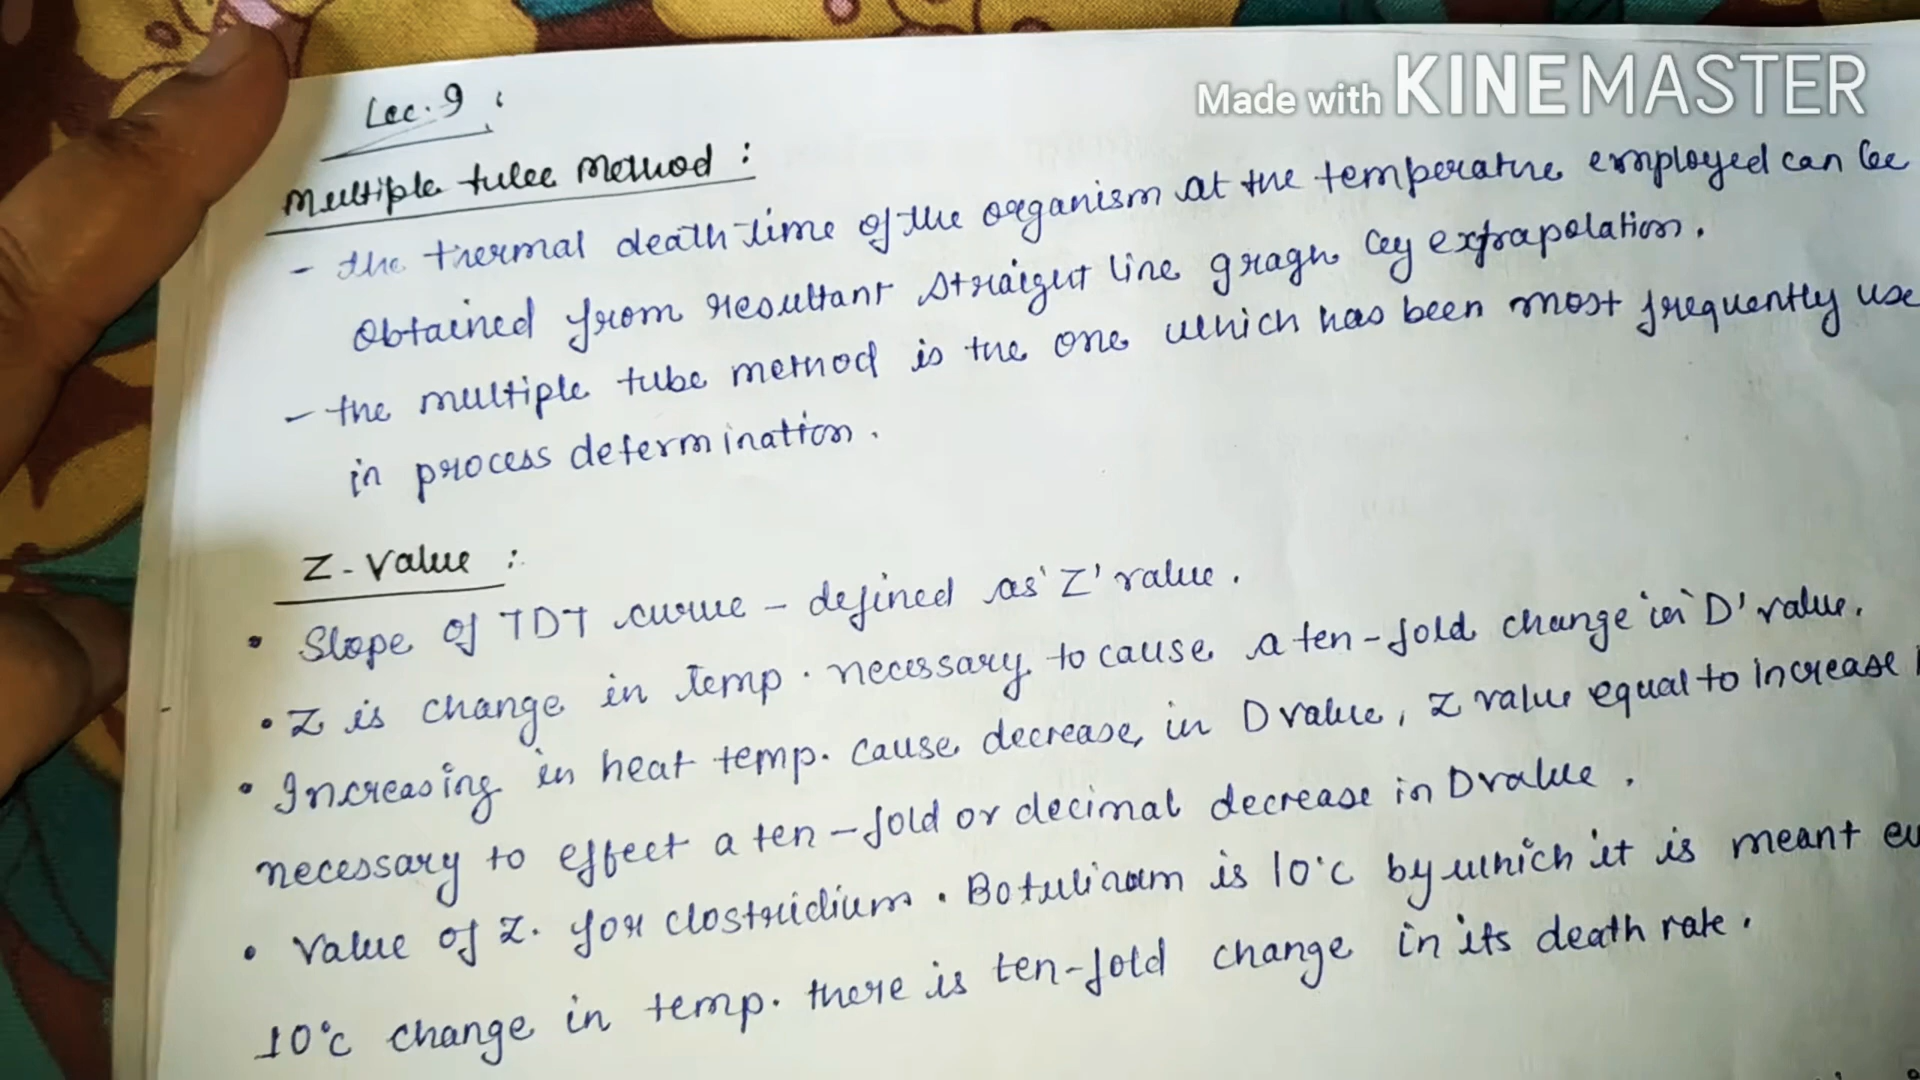 Made with KINEMASTER
Lec. 9 :
Multiple tube Method :
- the thermal death time of the organism at the temperature employed can be
obtained from resultant straight line graph by extrapolation.
- the multiple tube method is the one which has been most frequently use
in process determination.
Z-Value :
• Slope of TDT curve - defined as 'Z' value.
• Z is change in temp. necessary to cause a ten-fold change in 'D' value.
• Increasing in heat temp. cause decrease in D value, Z value equal to increase
necessary to effect a ten-fold or decimal decrease in D value.
• Value of Z. for clostridium. Botulinum is 10°C by which it is meant
10°C change in temp. there is ten-fold change in its death rate.